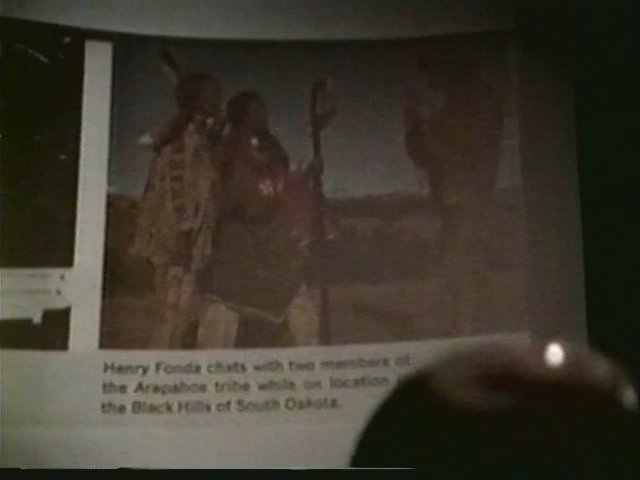 Henry Fonda chats with two members of
the Arapahoe tribe while on location
the Black Hills of South Dakota.